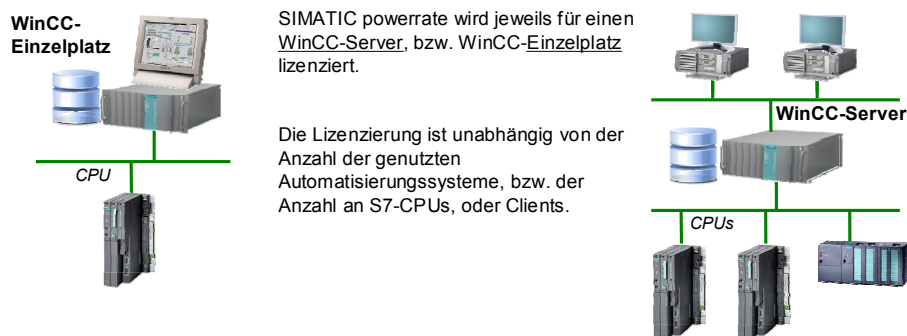 WinCC-
Einzelplatz
CPU
SIMATIC powerrate wird jeweils für einen
WinCC-Server, bzw. WinCC-Einzelplatz
lizenziert.
Die Lizenzierung ist unabhängig von der
Anzahl der genutzten
Automatisierungssysteme, bzw. der
Anzahl an S7-CPUs, oder Clients.
WinCC-Server
CPUs